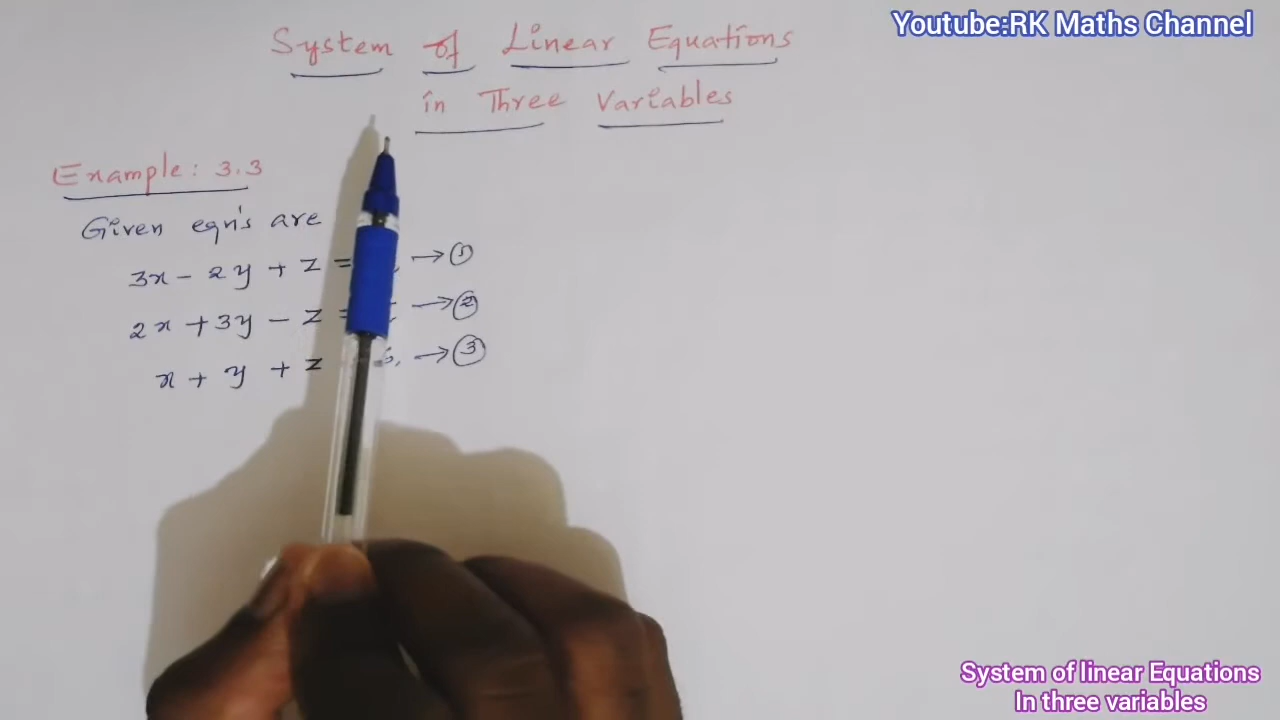 Youtube:RK Maths Channel
System of Linear Equations
in Three Variables
Example: 3.3
Given eqn's are
3x - 2y + z = → ①
2x + 3y - z = → ②
x + y + z 6, → ③
System of linear Equations
In three variables